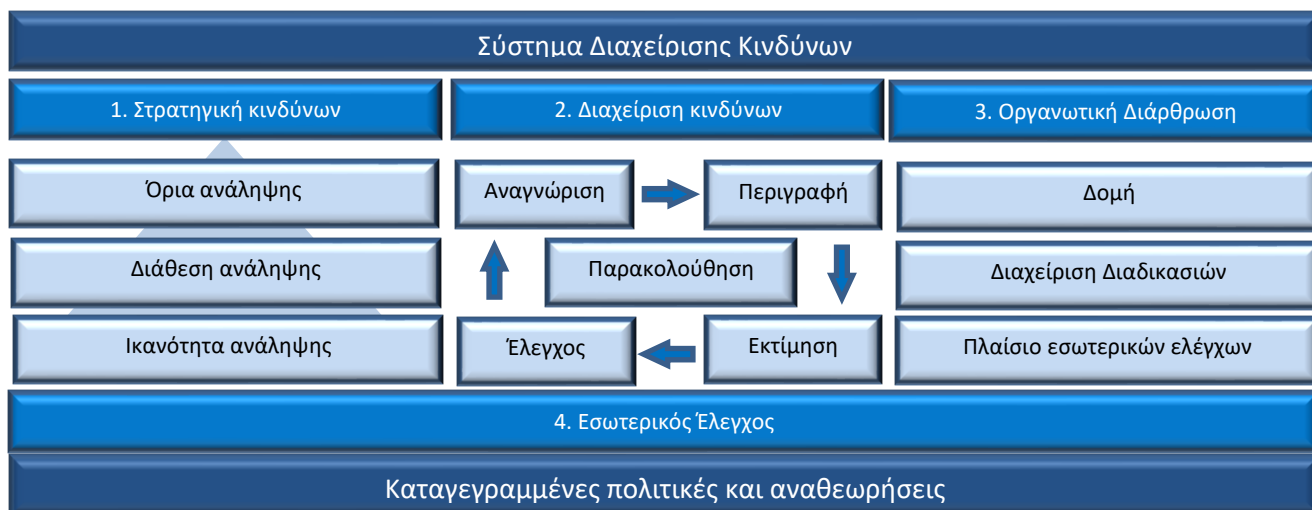 Σύστημα Διαχείρισης Κινδύνων
1. Στρατηγική κινδύνων
2. Διαχείριση κινδύνων
3. Οργανωτική Διάρθρωση
Όρια ανάληψης
Αναγνώριση
Περιγραφή
Δομή
Διάθεση ανάληψης
Παρακολούθηση
Διαχείριση Διαδικασιών
Ικανότητα ανάληψης
Έλεγχος
Εκτίμηση
Πλαίσιο εσωτερικών ελέγχων
4. Εσωτερικός Έλεγχος
Καταγεγραμμένες πολιτικές και αναθεωρήσεις